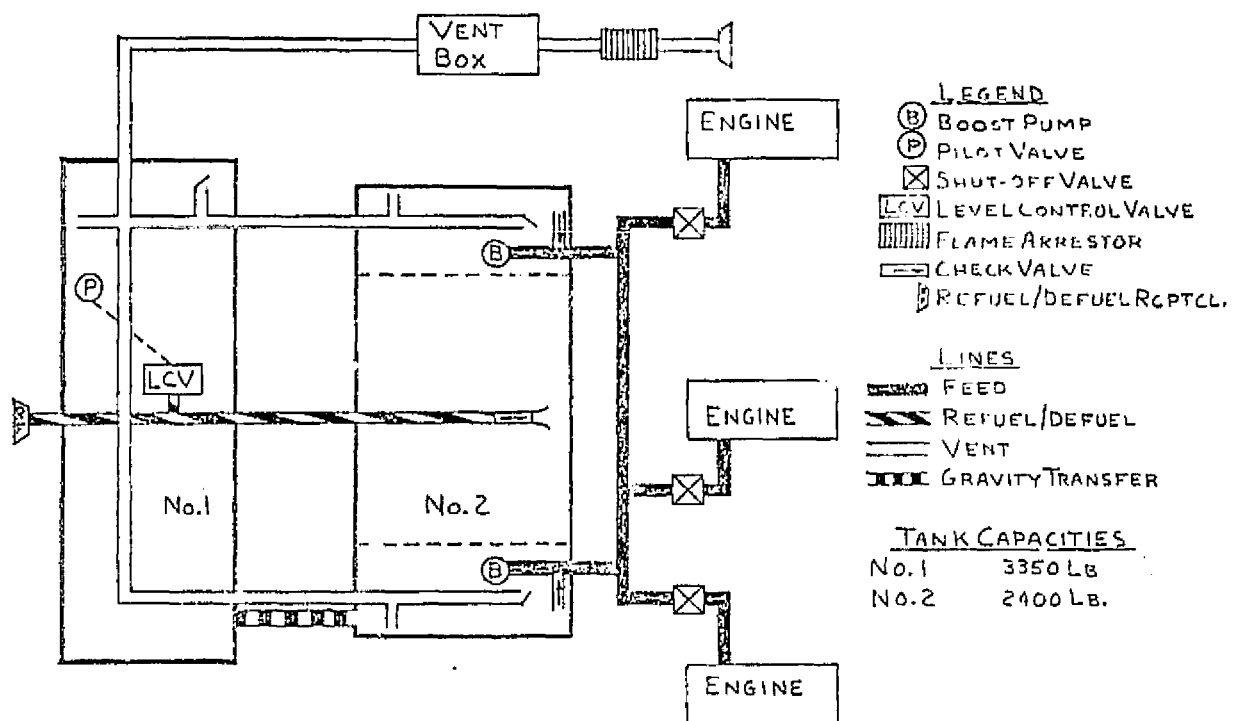 VENT
BOX
ENGINE
B
P
LCV
No.1
No.2
ENGINE
B
ENGINE
LEGEND
B BOOST PUMP
P PILOT VALVE
SHUT-OFF VALVE
LCV LEVEL CONTROL VALVE
FLAME ARRESTOR
CHECK VALVE
REFUEL/DEFUEL RCPTCL.
LINES
FEED
REFUEL/DEFUEL
VENT
GRAVITY TRANSFER
TANK CAPACITIES
No.1 3350 LB
No.2 2400 LB.